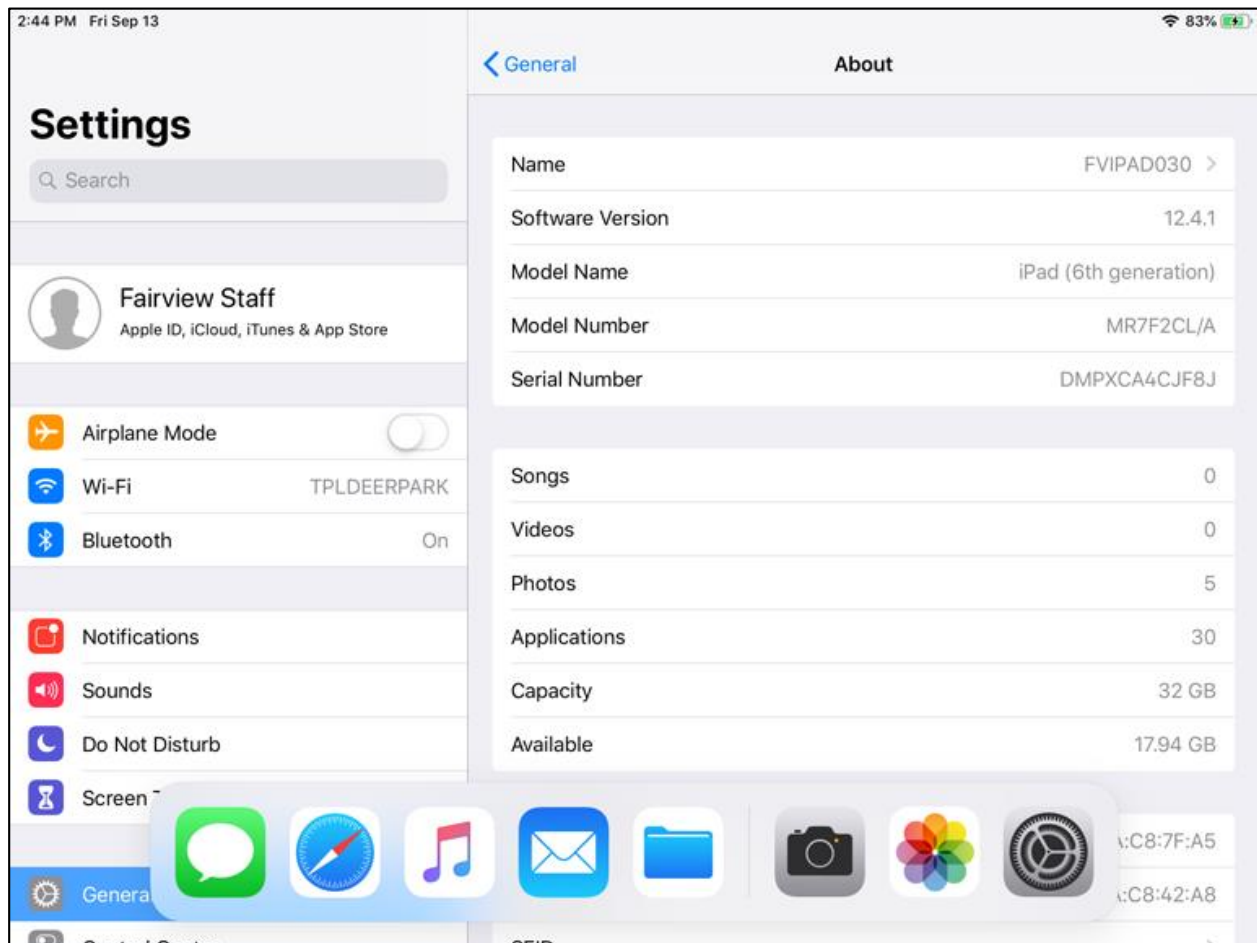 2:44 PM Fri Sep 13
83%
Settings
Search
Fairview Staff
Apple ID, iCloud, iTunes & App Store
Airplane Mode
Wi-Fi TPLDEERPARK
Bluetooth On
Notifications
Sounds
Do Not Disturb
Screen
General
General About
Name FVIPAD030
Software Version 12.4.1
Model Name iPad (6th generation)
Model Number MR7F2CL/A
Serial Number DMPXCA4CJF8J
Songs 0
Videos 0
Photos 5
Applications 30
Capacity 32 GB
Available 17.94 GB
:C8:7F:A5
:C8:42:A8